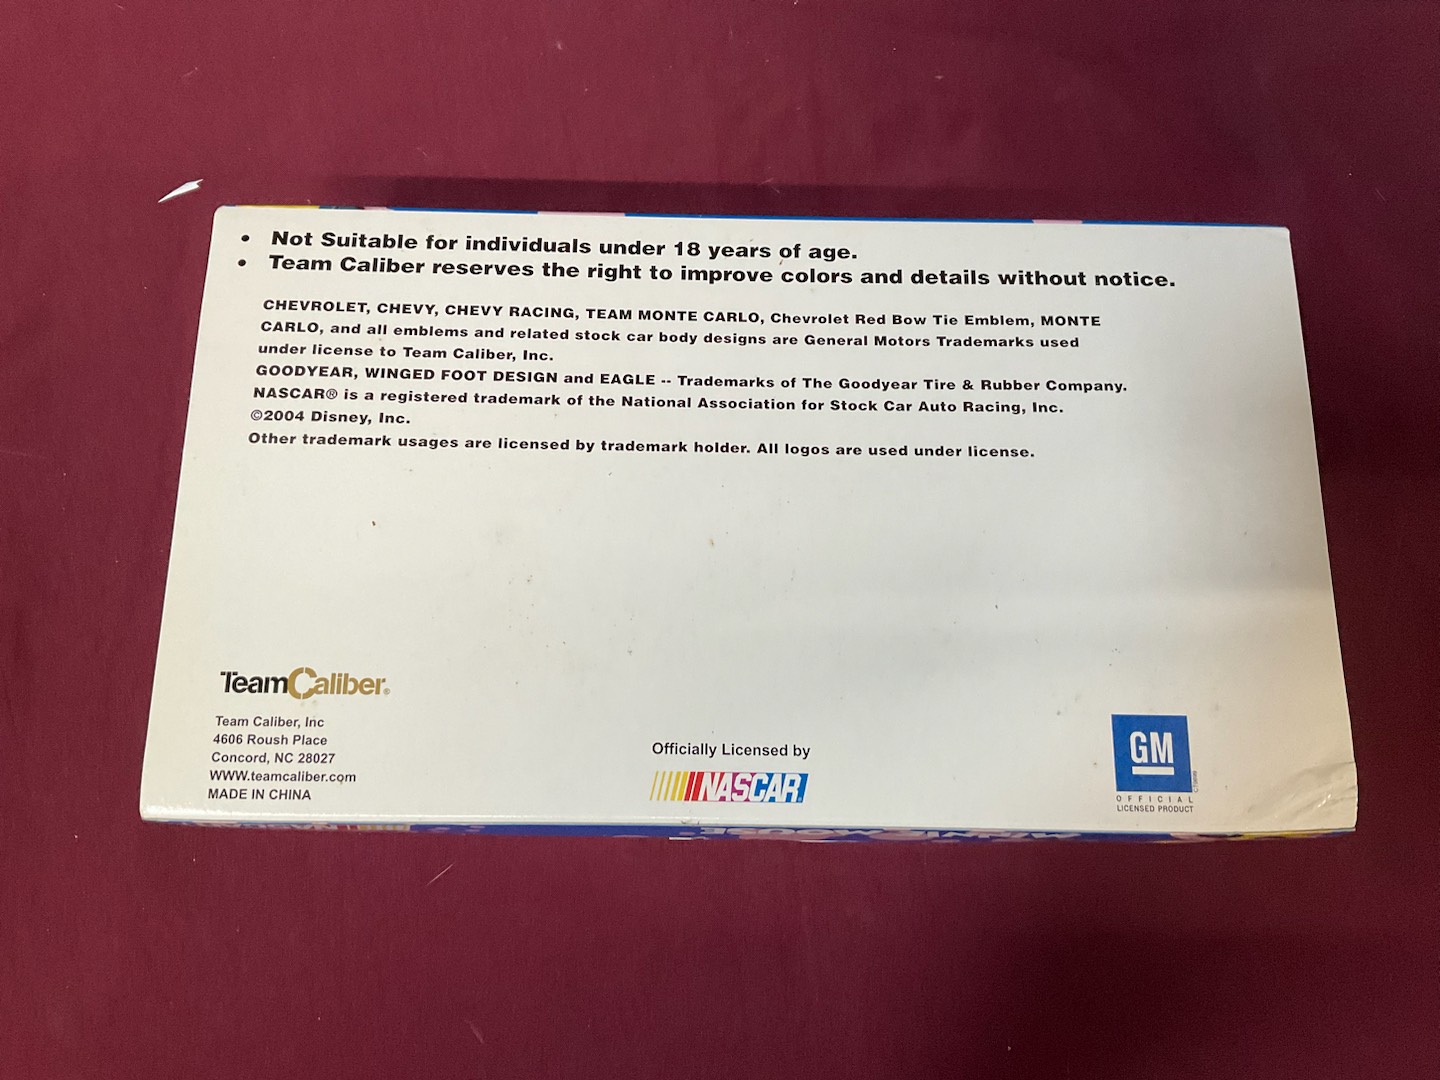 • Not Suitable for individuals under 18 years of age.
• Team Caliber reserves the right to improve colors and details without notice.
CHEVROLET, CHEVY, CHEVY RACING, TEAM MONTE CARLO, Chevrolet Red Bow Tie Emblem, MONTE
CARLO, and all emblems and related stock car body designs are General Motors Trademarks used
under license to Team Caliber, Inc.
GOODYEAR, WINGED FOOT DESIGN and EAGLE -- Trademarks of The Goodyear Tire & Rubber Company.
NASCAR® is a registered trademark of the National Association for Stock Car Auto Racing, Inc.
©2004 Disney, Inc.
Other trademark usages are licensed by trademark holder. All logos are used under license.
TeamCaliber®
Team Caliber, Inc
4606 Roush Place
Concord, NC 28027
WWW.teamcaliber.com
MADE IN CHINA
Officially Licensed by
NASCAR
GM
OFFICIAL
LICENSED PRODUCT
NASCAR
MINNIE MOUSE